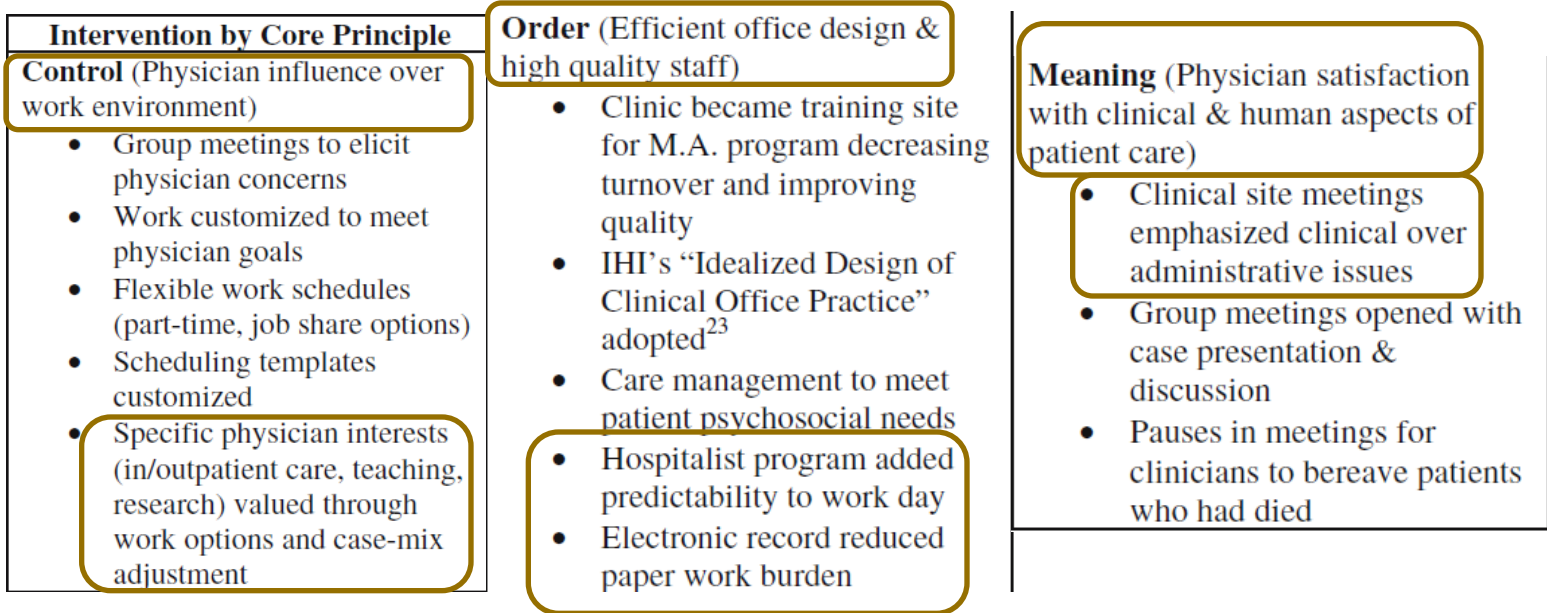 Intervention by Core Principle
Control (Physician influence over
work environment)
• Group meetings to elicit
physician concerns
• Work customized to meet
physician goals
• Flexible work schedules
(part-time, job share options)
• Scheduling templates
customized
• Specific physician interests
(in/outpatient care, teaching,
research) valued through
work options and case-mix
adjustment
Order (Efficient office design &
high quality staff)
• Clinic became training site
for M.A. program decreasing
turnover and improving
quality
• IHI’s “Idealized Design of
Clinical Office Practice”
adopted23
• Care management to meet
patient psychosocial needs
• Hospitalist program added
predictability to work day
• Electronic record reduced
paper work burden
Meaning (Physician satisfaction
with clinical & human aspects of
patient care)
• Clinical site meetings
emphasized clinical over
administrative issues
• Group meetings opened with
case presentation &
discussion
• Pauses in meetings for
clinicians to bereave patients
who had died